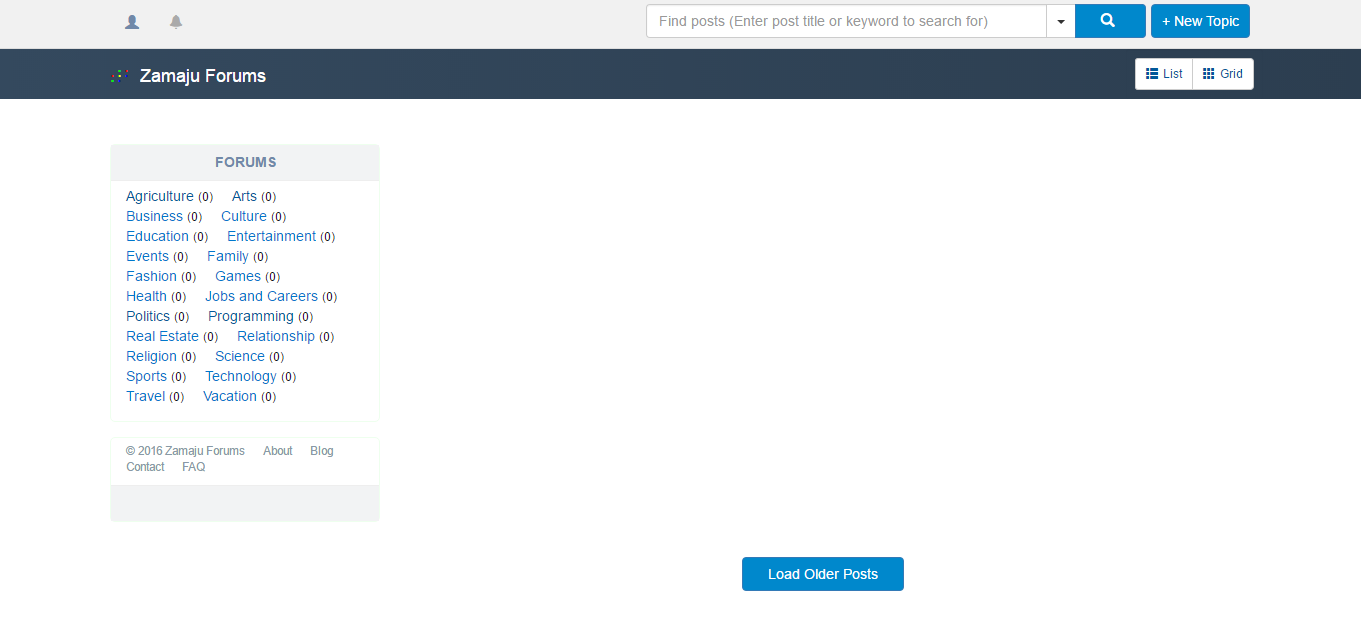 Find posts (Enter post title or keyword to search for)
+ New Topic
Zamaju Forums
List Grid
FORUMS
Agriculture (0) Arts (0)
Business (0) Culture (0)
Education (0) Entertainment (0)
Events (0) Family (0)
Fashion (0) Games (0)
Health (0) Jobs and Careers (0)
Politics (0) Programming (0)
Real Estate (0) Relationship (0)
Religion (0) Science (0)
Sports (0) Technology (0)
Travel (0) Vacation (0)
© 2016 Zamaju Forums About Blog
Contact FAQ
Load Older Posts